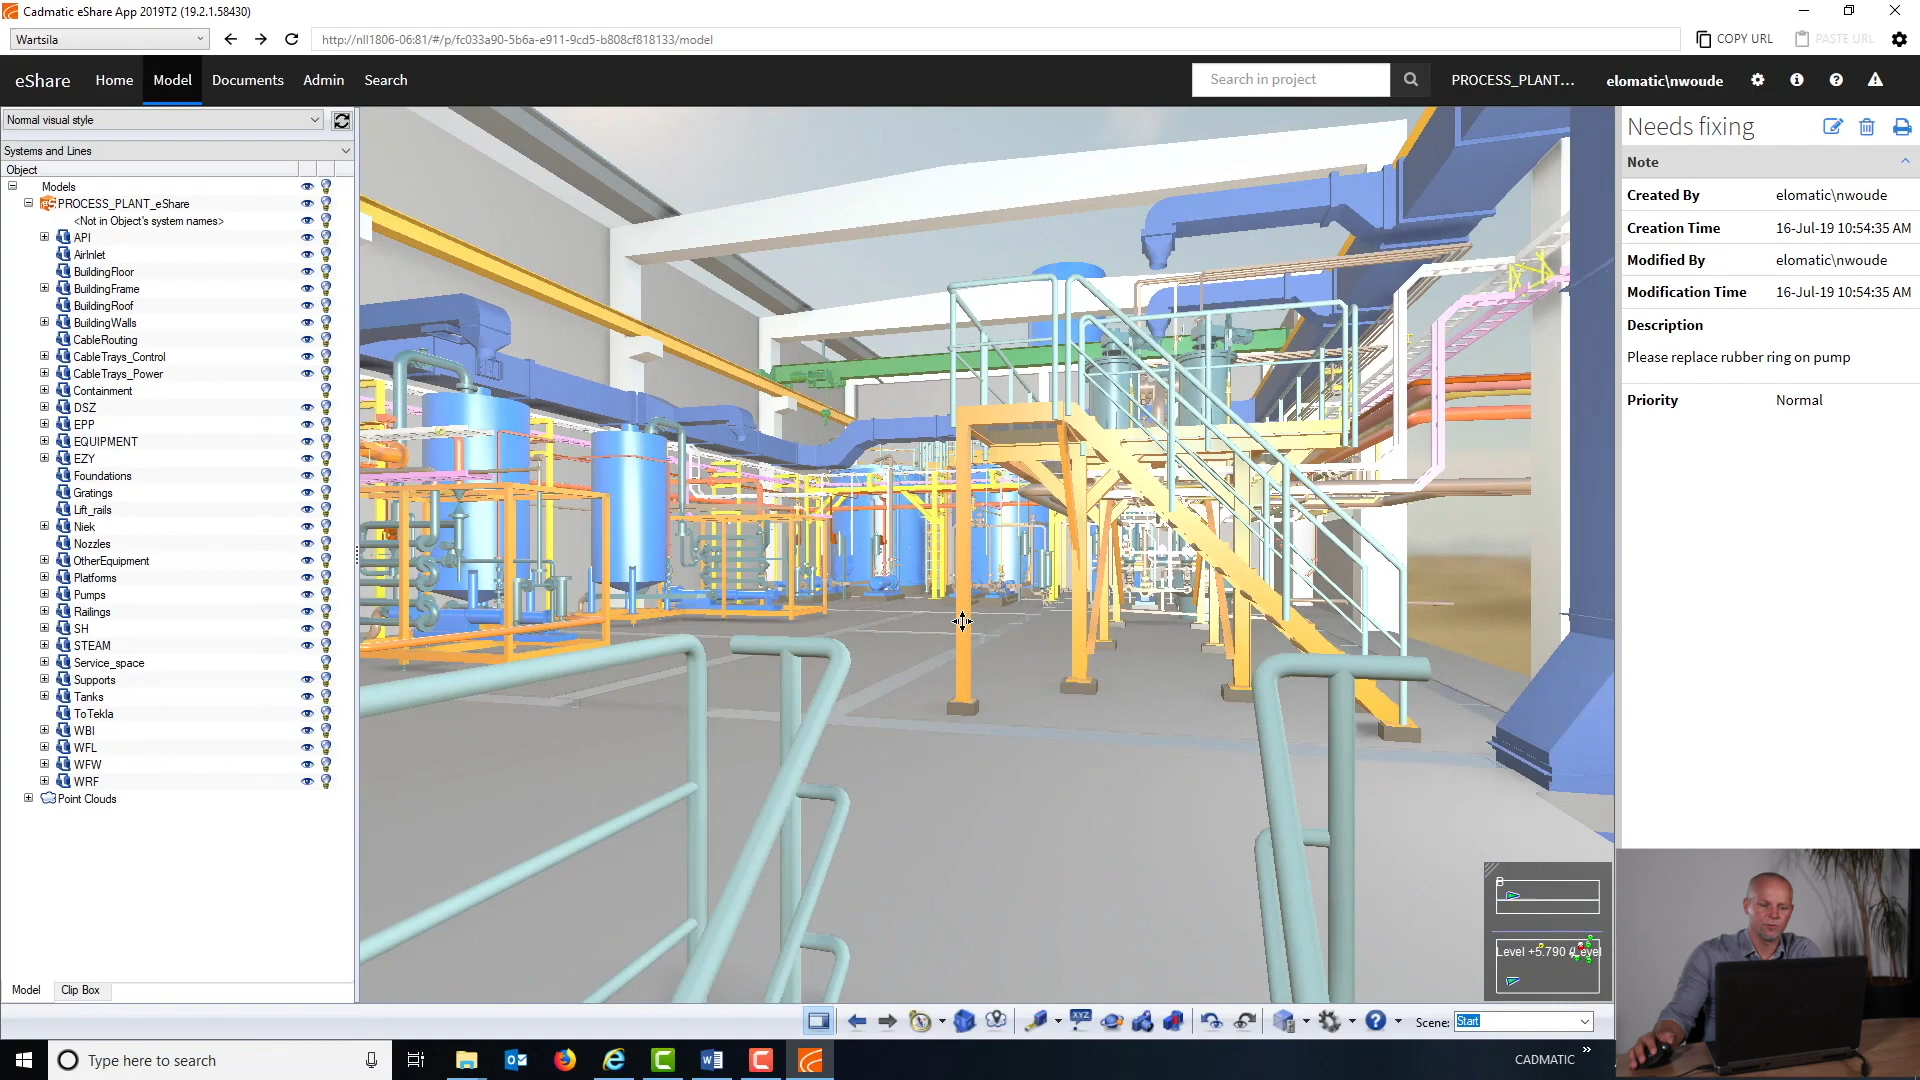 Cadmatic eShare App 2019T2 (19.2.1.58430)
Wartsila
http://nll1806-06:81/#/p/fc033a90-5b6a-e911-9cd5-b808cf818133/model
COPY URL
PASTE URL
eShare
Home
Model
Documents
Admin
Search
Search in project
PROCESS_PLANT...
elomatic\nwoude
Normal visual style
Systems and Lines
Object
Models
PROCESS_PLANT_eShare
<Not in Object's system names>
API
AirInlet
BuildingFloor
BuildingFrame
BuildingRoof
BuildingWalls
CableRouting
CableTrays_Control
CableTrays_Power
Containment
DSZ
EPP
EQUIPMENT
EZY
Foundations
Gratings
Lift_rails
Niek
Nozzles
OtherEquipment
Platforms
Pumps
Railings
SH
STEAM
Service_space
Supports
Tanks
ToTekla
WBI
WFL
WFW
WRF
Point Clouds
Model
Clip Box
Needs fixing
Note
Created By elomatic\nwoude
Creation Time 16-Jul-19 10:54:35 AM
Modified By elomatic\nwoude
Modification Time 16-Jul-19 10:54:35 AM
Description
Please replace rubber ring on pump
Priority Normal
B
Level +5.790
XYZ
Scene:
Start
Type here to search
CADMATIC